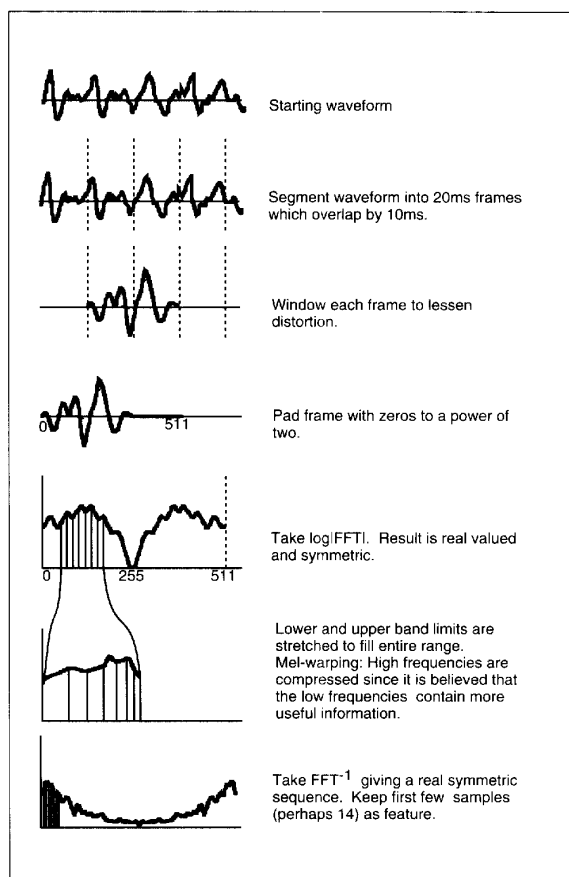 Starting waveform
Segment waveform into 20ms frames
which overlap by 10ms.
Window each frame to lessen
distortion.
0
511
Pad frame with zeros to a power of
two.
0
255
511
Take log|FFT|. Result is real valued
and symmetric.
Lower and upper band limits are
stretched to fill entire range.
Mel-warping: High frequencies are
compressed since it is believed that
the low frequencies contain more
useful information.
Take FFT⁻¹ giving a real symmetric
sequence. Keep first few samples
(perhaps 14) as feature.